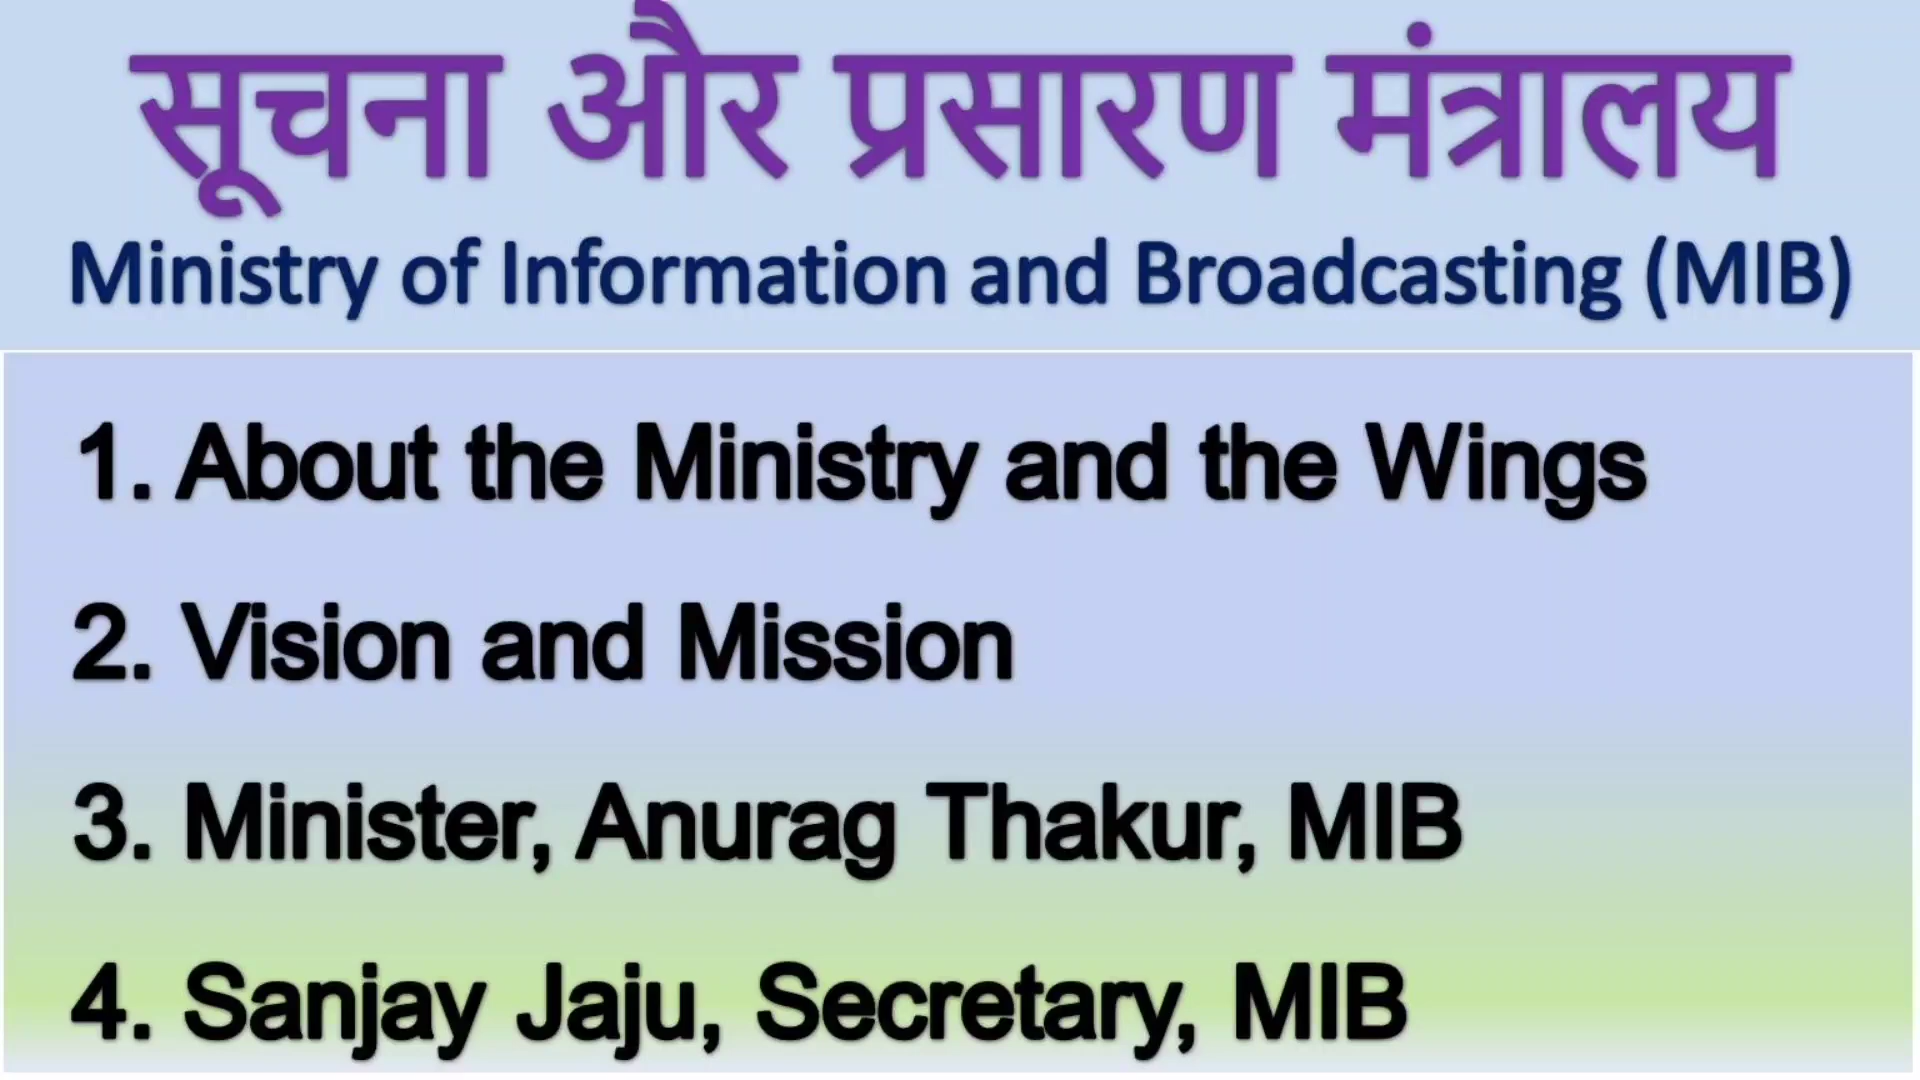 सूचना और प्रसारण मंत्रालय
Ministry of Information and Broadcasting (MIB)
1. About the Ministry and the Wings
2. Vision and Mission
3. Minister, Anurag Thakur, MIB
4. Sanjay Jaju, Secretary, MIB